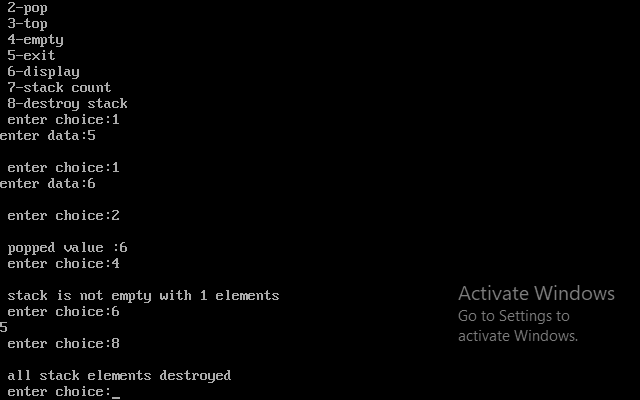 2-pop
3-top
4-empty
5-exit
6-display
7-stack count
8-destroy stack
enter choice:1
enter data:5
enter choice:1
enter data:6
enter choice:2
popped value :6
enter choice:4
stack is not empty with 1 elements
enter choice:6
5
enter choice:8
all stack elements destroyed
enter choice:_
Activate Windows
Go to Settings to
activate Windows.